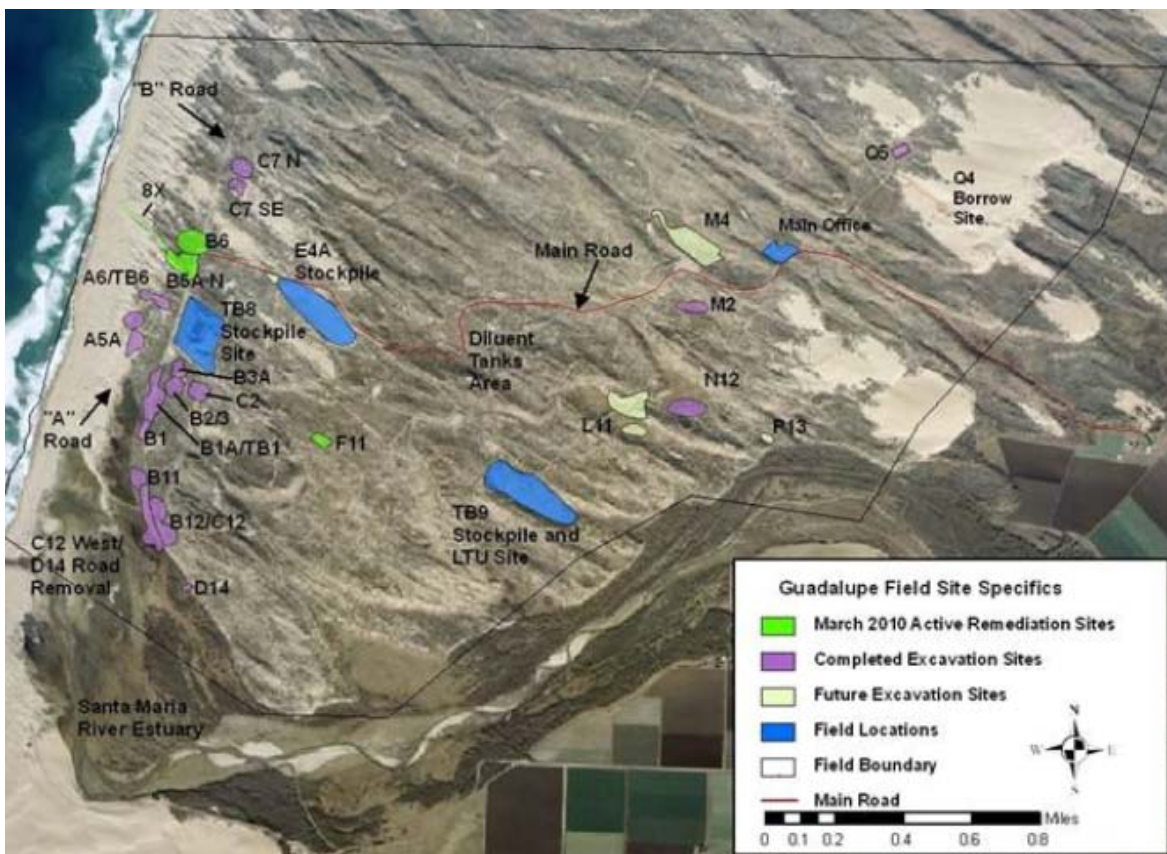 "B" Road
C7 N
C7 SE
8X
B6
B5A-N
A6/TB6
A5A
TB8
Stockpile
Site
E4A
Stockpile
Main Road
M4
Main Office
Q5
Q4
Borrow
Site
M2
Diluent
Tanks
Area
N12
L11
P13
"A"
Road
B3A
C2
B2/3
B1
B1A/TB1
F11
B11
B12/C12
C12 West/
D14 Road
Removal
D14
TB9
Stockpile and
LTU Site
Santa Maria
River Estuary
Guadalupe Field Site Specifics
March 2010 Active Remediation Sites
Completed Excavation Sites
Future Excavation Sites
Field Locations
Field Boundary
Main Road
N
W E
S
Miles
0 0.1 0.2 0.4 0.6 0.8